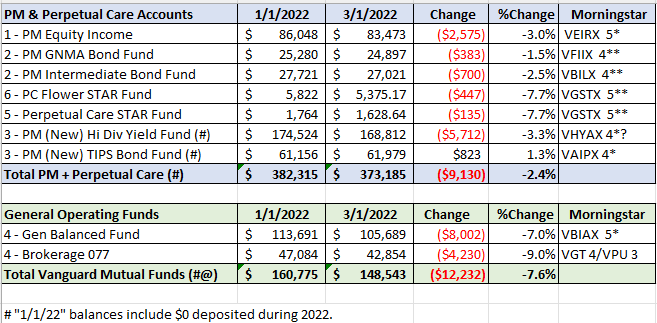 PM & Perpetual Care Accounts 1/1/2022 3/1/2022 Change %Change Morningstar
1 - PM Equity Income $ 86,048 $ 83,473 ($2,575) -3.0% VEIRX 5*
2 - PM GNMA Bond Fund $ 25,280 $ 24,897 ($383) -1.5% VFIIX 4**
2 - PM Intermediate Bond Fund $ 27,721 $ 27,021 ($700) -2.5% VBILX 4**
6 - PC Flower STAR Fund $ 5,822 $ 5,375.17 ($447) -7.7% VGSTX 5**
5 - Perpetual Care STAR Fund $ 1,764 $ 1,628.64 ($135) -7.7% VGSTX 5**
3 - PM (New) Hi Div Yield Fund (#) $ 174,524 $ 168,812 ($5,712) -3.3% VHYAX 4*?
3 - PM (New) TIPS Bond Fund (#) $ 61,156 $ 61,979 $823 1.3% VAIPX 4*
Total PM + Perpetual Care (#) $ 382,315 $ 373,185 ($9,130) -2.4%
General Operating Funds 1/1/2022 3/1/2022 Change %Change Morningstar
4 - Gen Balanced Fund $ 113,691 $ 105,689 ($8,002) -7.0% VBIAX 5*
4 - Brokerage 077 $ 47,084 $ 42,854 ($4,230) -9.0% VGT 4/VPU 3
Total Vanguard Mutual Funds (#@) $ 160,775 $ 148,543 ($12,232) -7.6%
# "1/1/22" balances include $0 deposited during 2022.